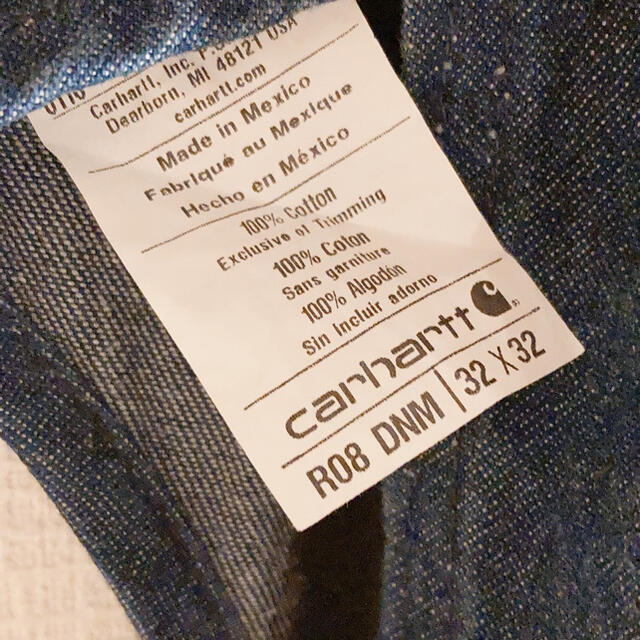 Carhartt, Inc.
Dearborn, MI 48121 USA
carhartt.com
Made in Mexico
Fabriqué au Mexique
Hecho en México
100% Cotton
Exclusive of Trimming
100% Coton
Sans garniture
100% Algodón
Sin incluir adorno
carhartt
R08 DNM | 32 X 32